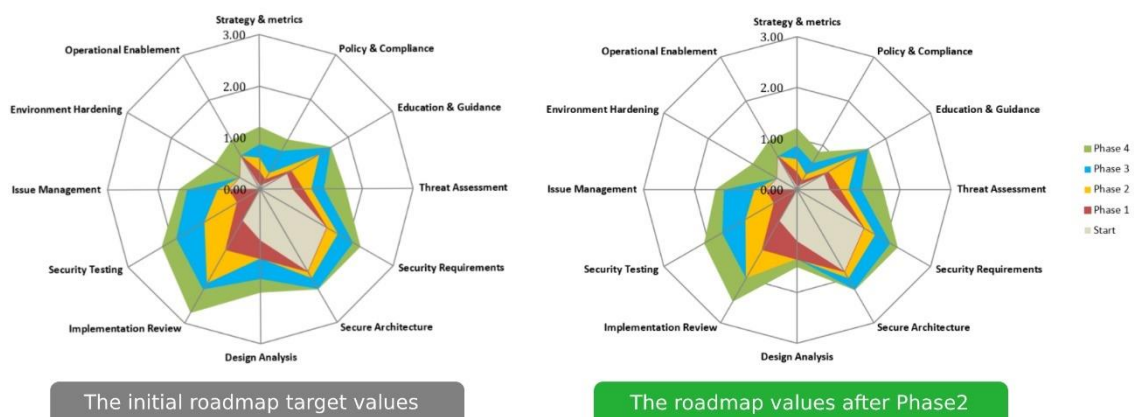 Strategy & metrics
3.00
Operational Enablement
Policy & Compliance
2.00
Environment Hardening
Education & Guidance
1.00
Issue Management
0.00
Threat Assessment
Security Testing
Security Requirements
Implementation Review
Secure Architecture
Design Analysis
The initial roadmap target values
Strategy & metrics
3.00
Operational Enablement
Policy & Compliance
2.00
Environment Hardening
Education & Guidance
1.00
Issue Management
0.00
Threat Assessment
Security Testing
Security Requirements
Implementation Review
Secure Architecture
Design Analysis
Phase 4
Phase 3
Phase 2
Phase 1
Start
The roadmap values after Phase2